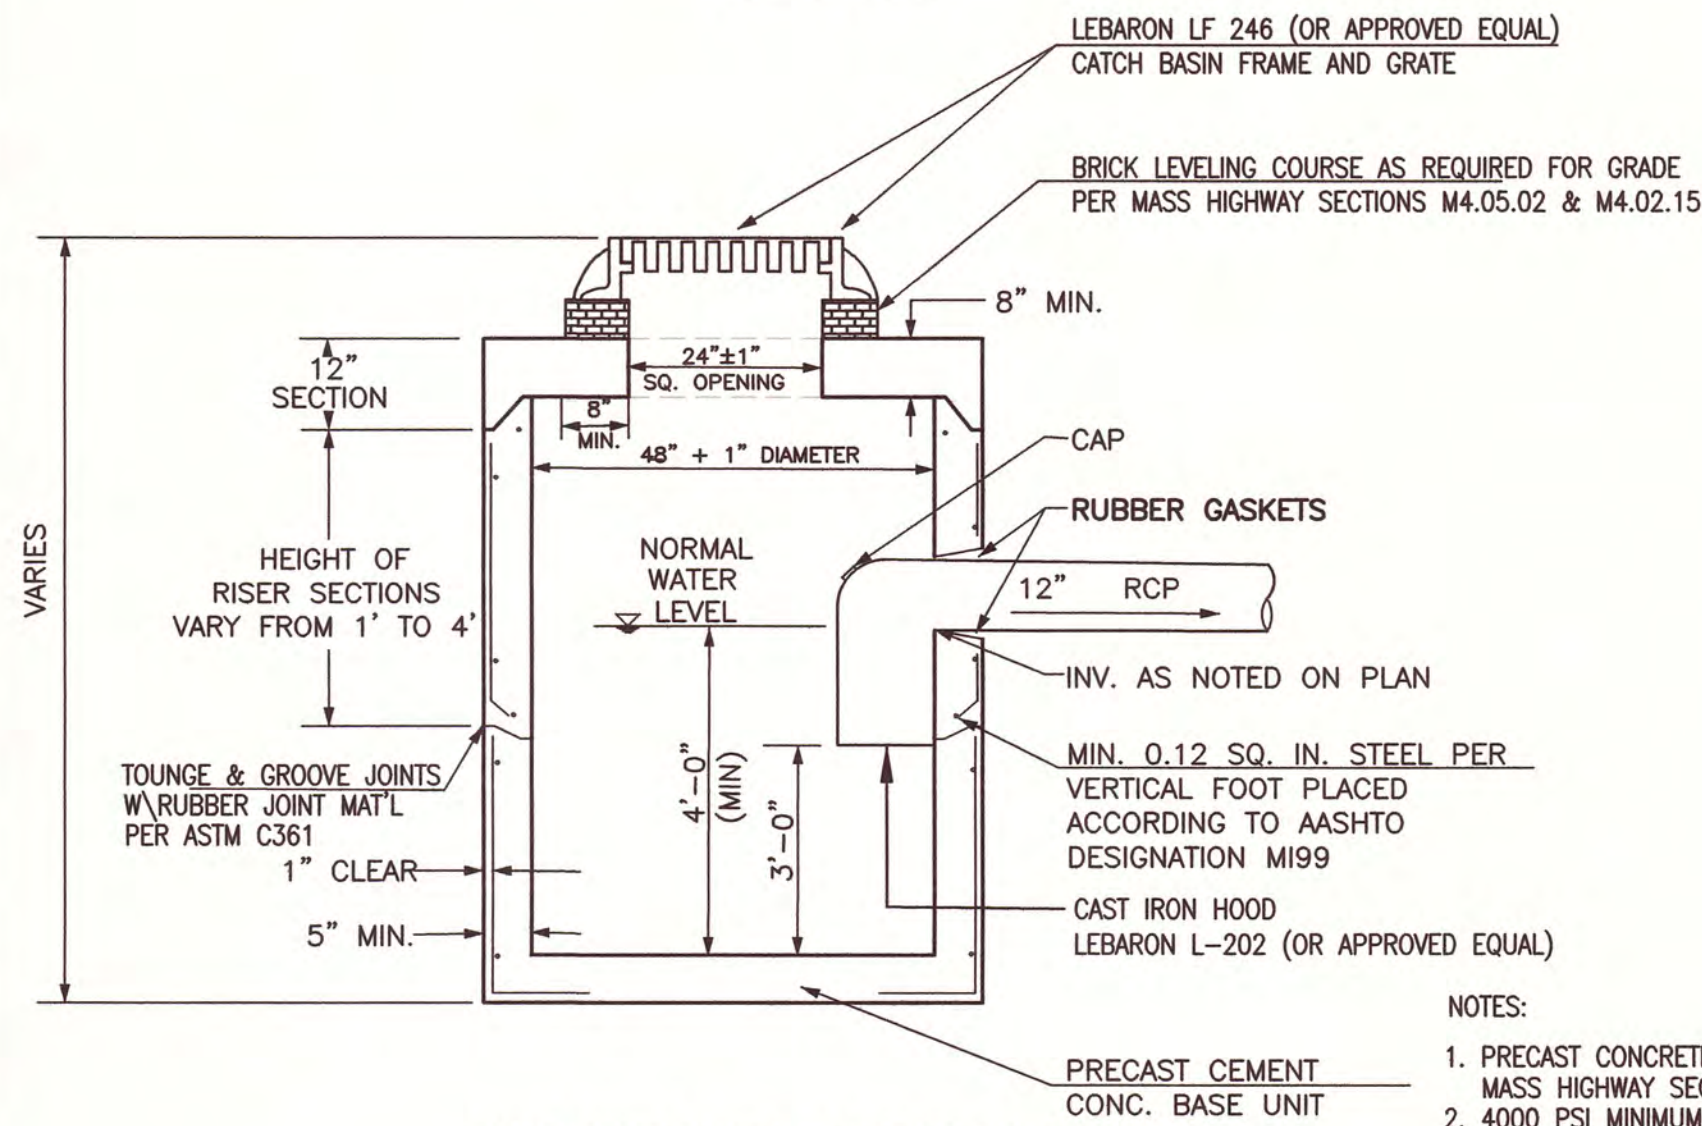 LEBARON LF 246 (OR APPROVED EQUAL)
CATCH BASIN FRAME AND GRATE
BRICK LEVELING COURSE AS REQUIRED FOR GRADE
PER MASS HIGHWAY SECTIONS M4.05.02 & M4.02.15
8" MIN.
12"
SECTION
24"±1"
SQ. OPENING
8"
MIN.
48" + 1" DIAMETER
CAP
RUBBER GASKETS
VARIES
HEIGHT OF
RISER SECTIONS
VARY FROM 1' TO 4'
NORMAL
WATER
LEVEL
12" RCP
INV. AS NOTED ON PLAN
TOUNGE & GROOVE JOINTS
W\RUBBER JOINT MAT'L
PER ASTM C361
4'-0"
(MIN)
3'-0"
MIN. 0.12 SQ. IN. STEEL PER
VERTICAL FOOT PLACED
ACCORDING TO AASHTO
DESIGNATION MI99
1" CLEAR
5" MIN.
CAST IRON HOOD
LEBARON L-202 (OR APPROVED EQUAL)
PRECAST CEMENT
CONC. BASE UNIT
NOTES:
1. PRECAST CONCRET
MASS HIGHWAY SE
2. 4000 PSI MINIMUM